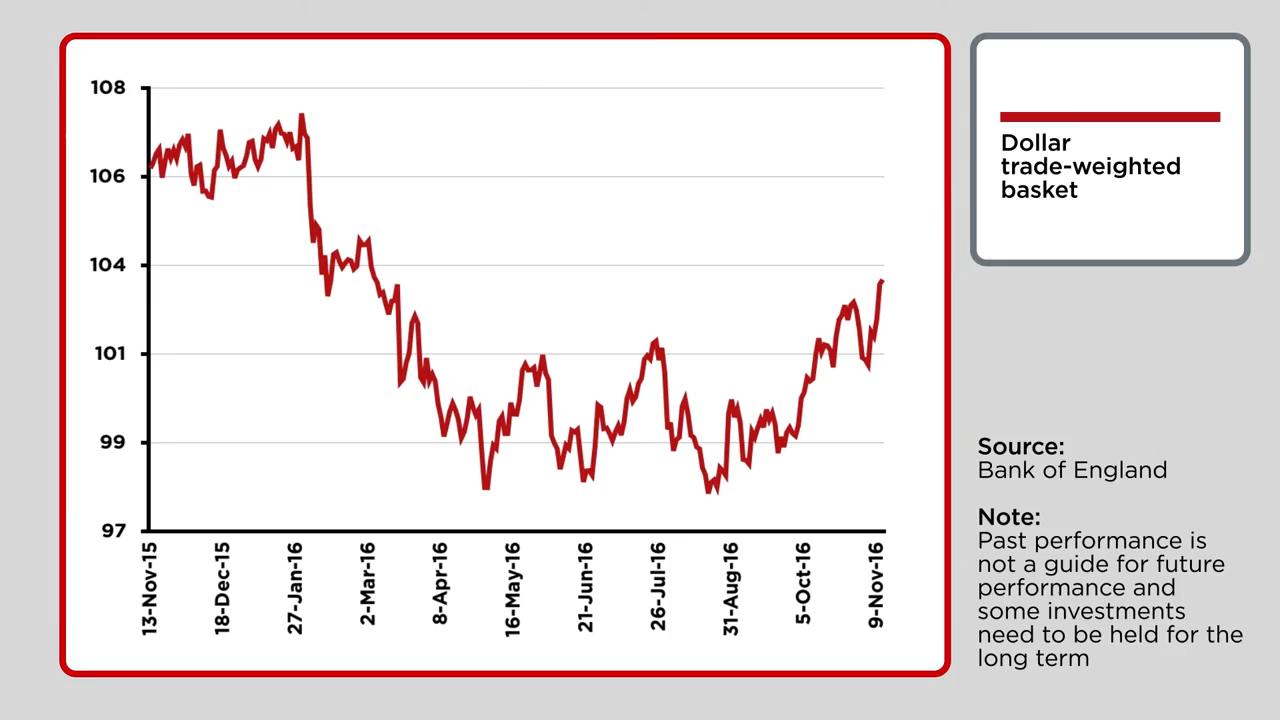 108
106
104
101
99
97
13-Nov-15
18-Dec-15
27-Jan-16
2-Mar-16
8-Apr-16
16-May-16
21-Jun-16
26-Jul-16
31-Aug-16
5-Oct-16
9-Nov-16
Dollar
trade-weighted
basket
Source:
Bank of England
Note:
Past performance is
not a guide for future
performance and
some investments
need to be held for the
long term